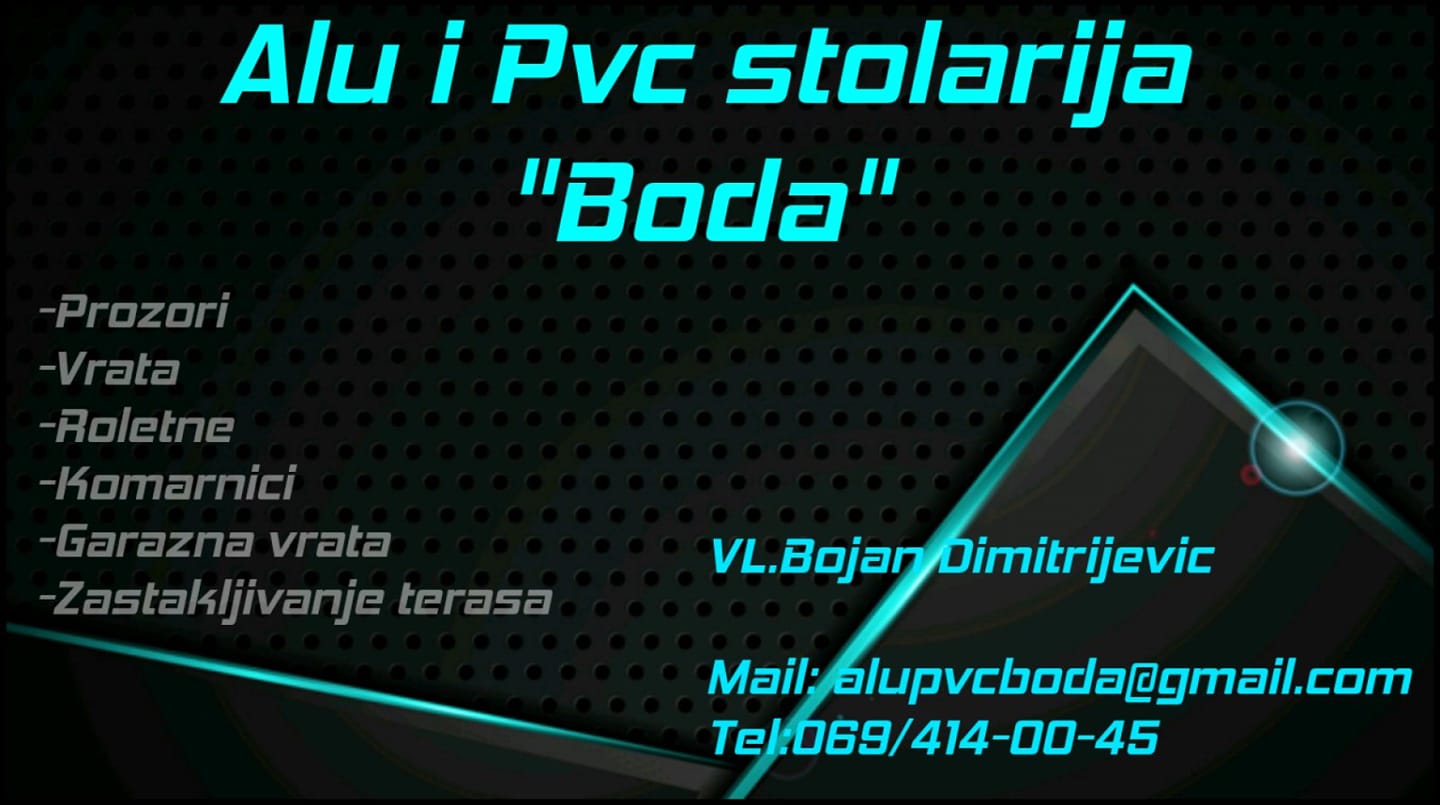 Alu i Pvc stolarija
"Boda"
-Prozori
-Vrata
-Roletne
-Komarnici
-Garazna vrata
-Zastakljivanje terasa
VL.Bojan Dimitrijevic
Mail: alupvcboda@gmail.com
Tel:069/414-00-45